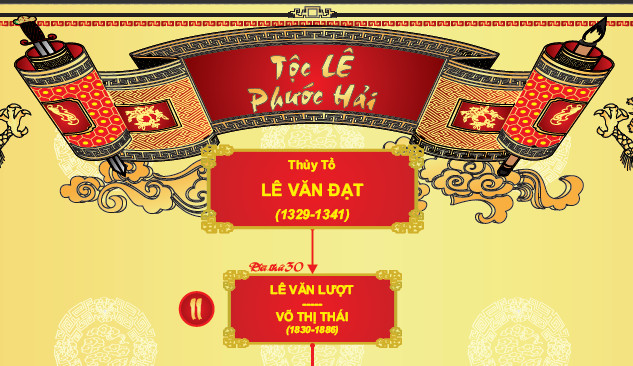 Tộc LÊ
Phước Hải
Thủy Tổ
LÊ VĂN ĐẠT
(1329-1341)
Đời thứ 30
LÊ VĂN LƯỢT
VÕ THỊ THÁI
(1830-1886)
11